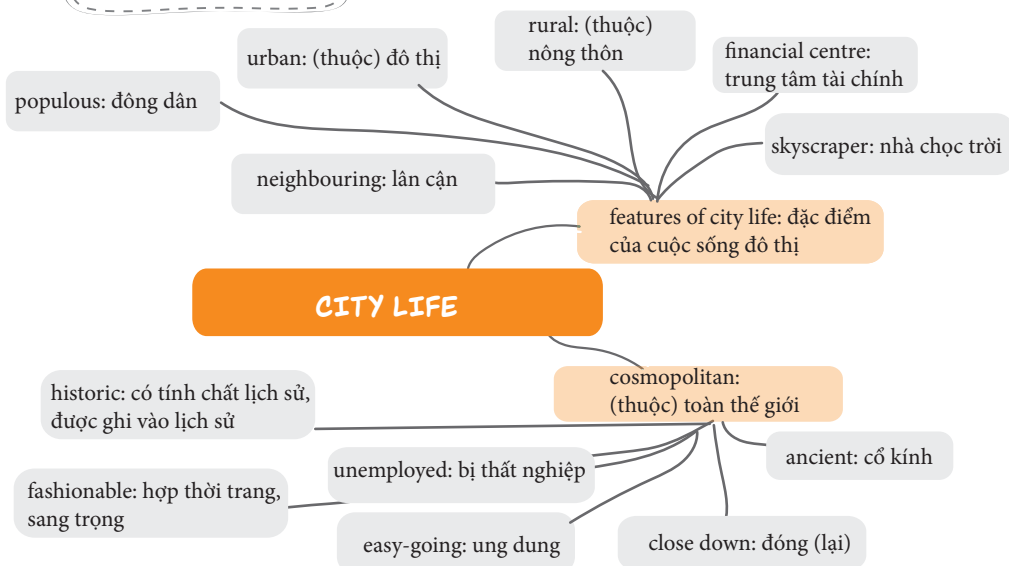 rural: (thuộc)
nông thôn
urban: (thuộc) đô thị
financial centre:
trung tâm tài chính
populous: đông dân
skyscraper: nhà chọc trời
neighbouring: lân cận
features of city life: đặc điểm
của cuộc sống đô thị
CITY LIFE
cosmopolitan:
(thuộc) toàn thế giới
historic: có tính chất lịch sử,
được ghi vào lịch sử
ancient: cổ kính
unemployed: bị thất nghiệp
fashionable: hợp thời trang,
sang trọng
easy-going: ung dung
close down: đóng (lại)